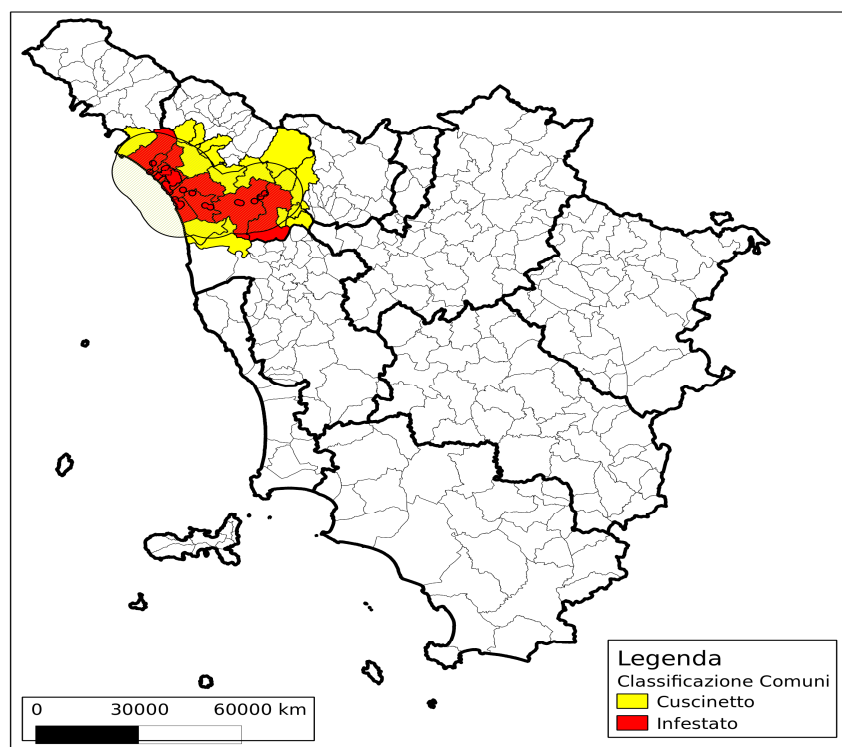 Legenda
Classificazione Comuni
Cuscinetto
Infestato
0 30000 60000 km